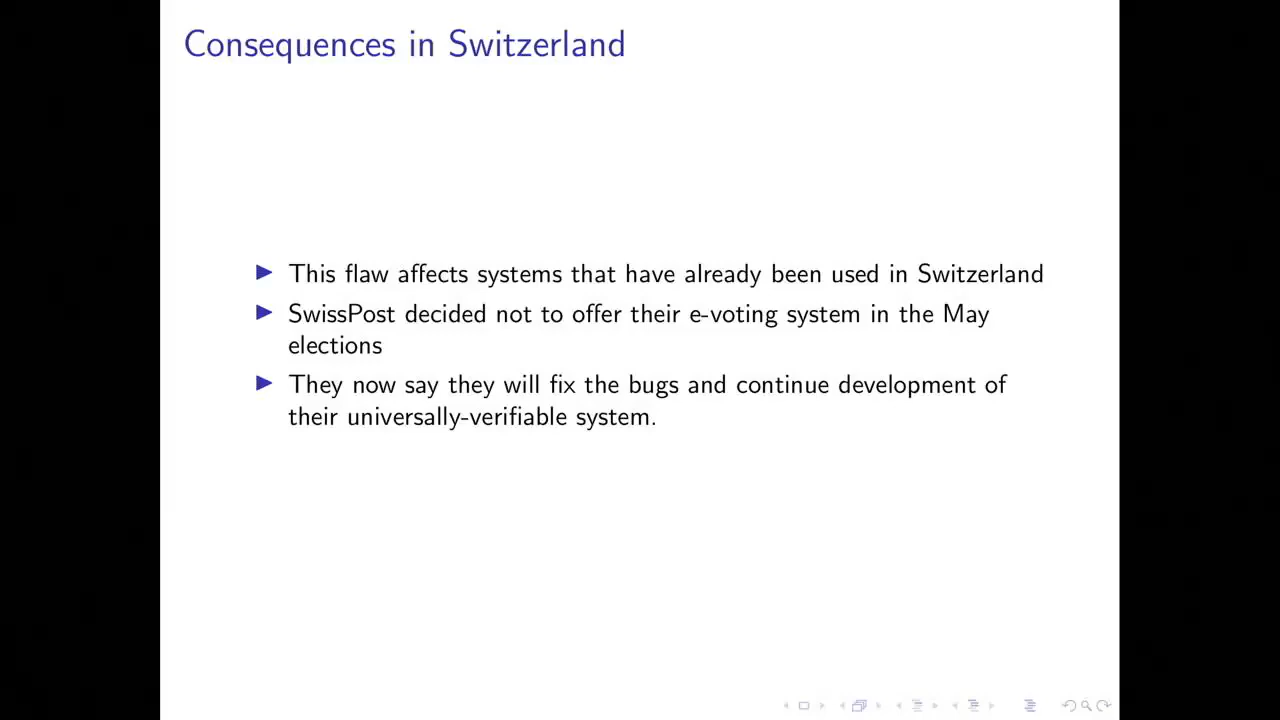 Consequences in Switzerland
This flaw affects systems that have already been used in Switzerland
SwissPost decided not to offer their e-voting system in the May
elections
They now say they will fix the bugs and continue development of
their universally-verifiable system.